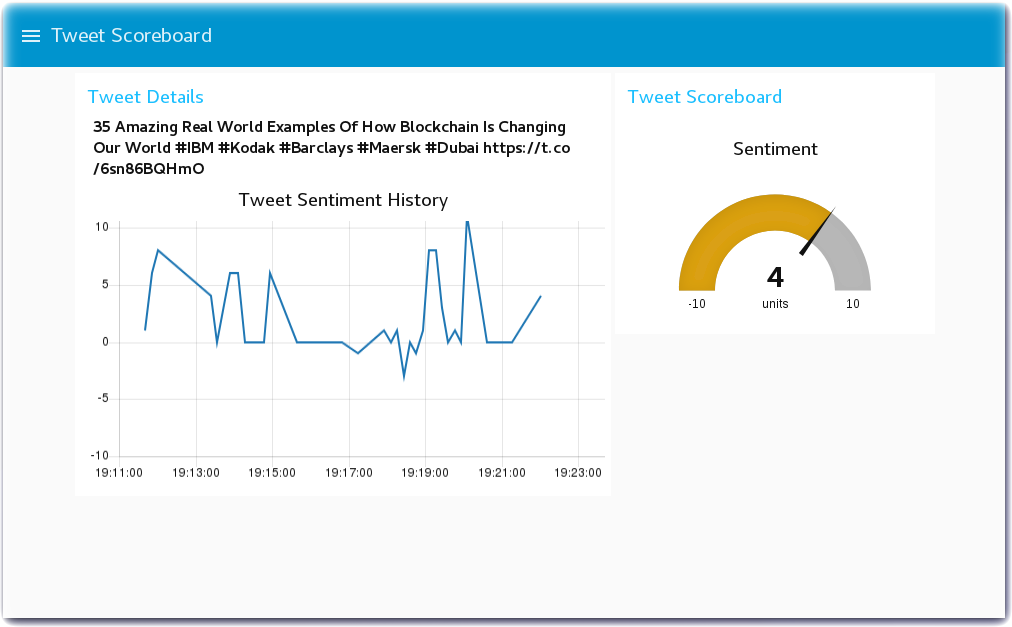 Tweet Scoreboard
Tweet Details
35 Amazing Real World Examples Of How Blockchain Is Changing
Our World #IBM #Kodak #Barclays #Maersk #Dubai https://t.co
/6sn86BQHmO
Tweet Sentiment History
10
5
0
-5
-10
19:11:00 19:13:00 19:15:00 19:17:00 19:19:00 19:21:00 19:23:00
Tweet Scoreboard
Sentiment
4
-10 units 10